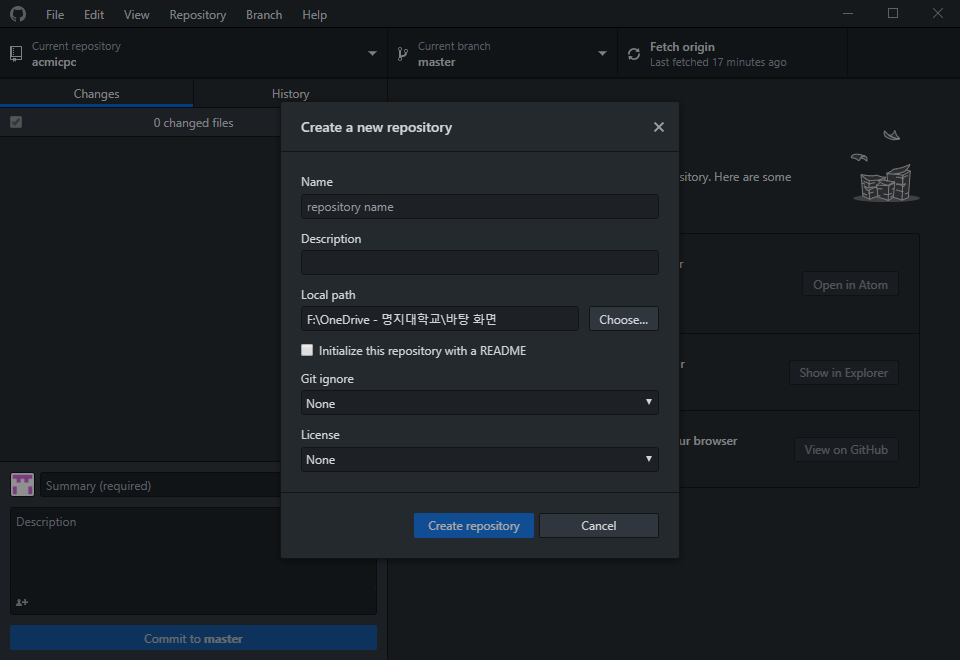 File Edit View Repository Branch Help
Current repository
acmicpc
Current branch
master
Fetch origin
Last fetched 17 minutes ago
Changes
History
0 changed files
Create a new repository
Name
repository name
Description
Local path
F:\OneDrive - 명지대학교\바탕 화면
Choose...
Initialize this repository with a README
Git ignore
None
License
None
Create repository
Cancel
sitory. Here are some
r
Open in Atom
r
Show in Explorer
ur browser
View on GitHub
Summary (required)
Description
Commit to master